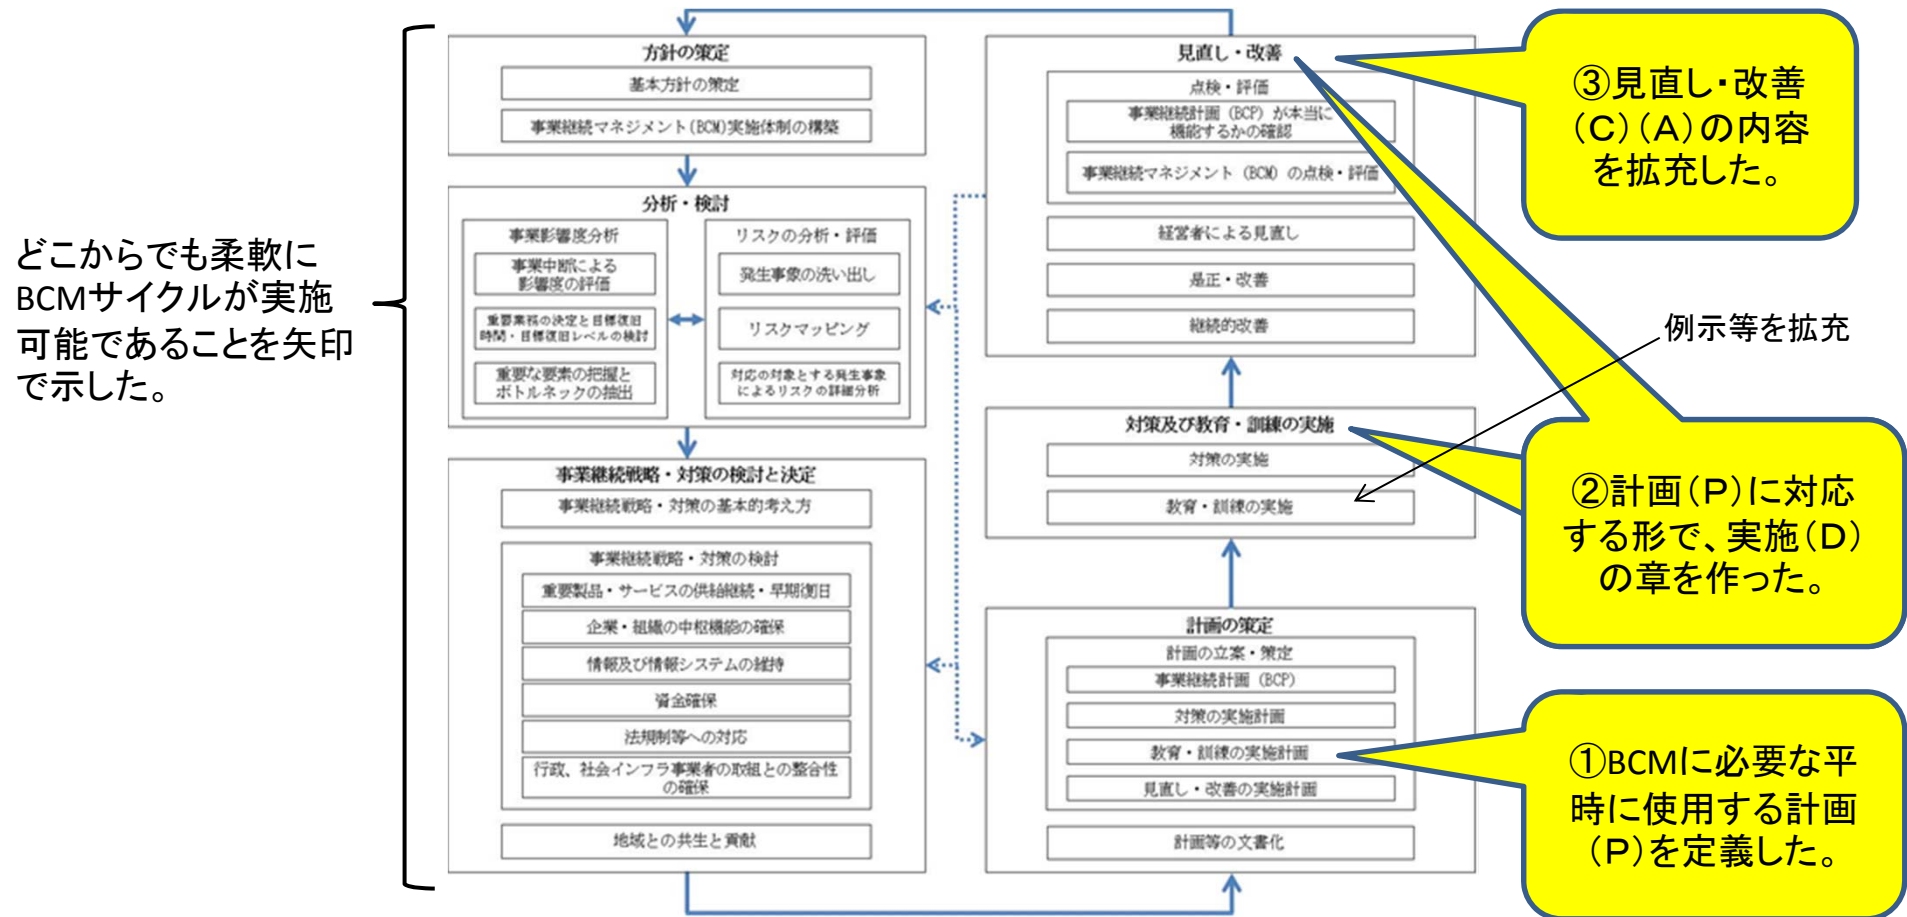 どこからでも柔軟に
BCMサイクルが実施
可能であることを矢印
で示した。
方針の策定
基本方針の策定
事業継続マネジメント(BCM)実施体制の構築
分析・検討
事業影響度分析
事業中断による
影響度の評価
重要業務の決定と目標復旧
時間・目標復旧レベルの検討
重要な要素の把握と
ボトルネックの抽出
リスクの分析・評価
発生事象の洗い出し
リスクマッピング
対応の対象とする発生事象
によるリスクの詳細分析
事業継続戦略・対策の検討と決定
事業継続戦略・対策の基本的考え方
事業継続戦略・対策の検討
重要製品・サービスの供給継続・早期復旧
企業・組織の中枢機能の確保
情報及び情報システムの維持
資金確保
法規制等への対応
行政、社会インフラ事業者の取組との整合性
の確保
地域との共生と貢献
見直し・改善
点検・評価
事業継続計画（BCP）が本当に
機能するかの確認
事業継続マネジメント（BCM）の点検・評価
経営者による見直し
是正・改善
継続的改善
対策及び教育・訓練の実施
対策の実施
教育・訓練の実施
計画の策定
計画の立案・策定
事業継続計画（BCP）
対策の実施計画
教育・訓練の実施計画
見直し・改善の実施計画
計画等の文書化
③見直し・改善
（C）（A）の内容
を拡充した。
例示等を拡充
②計画（P）に対応
する形で、実施（D）
の章を作った。
①BCMに必要な平
時に使用する計画
（P）を定義した。